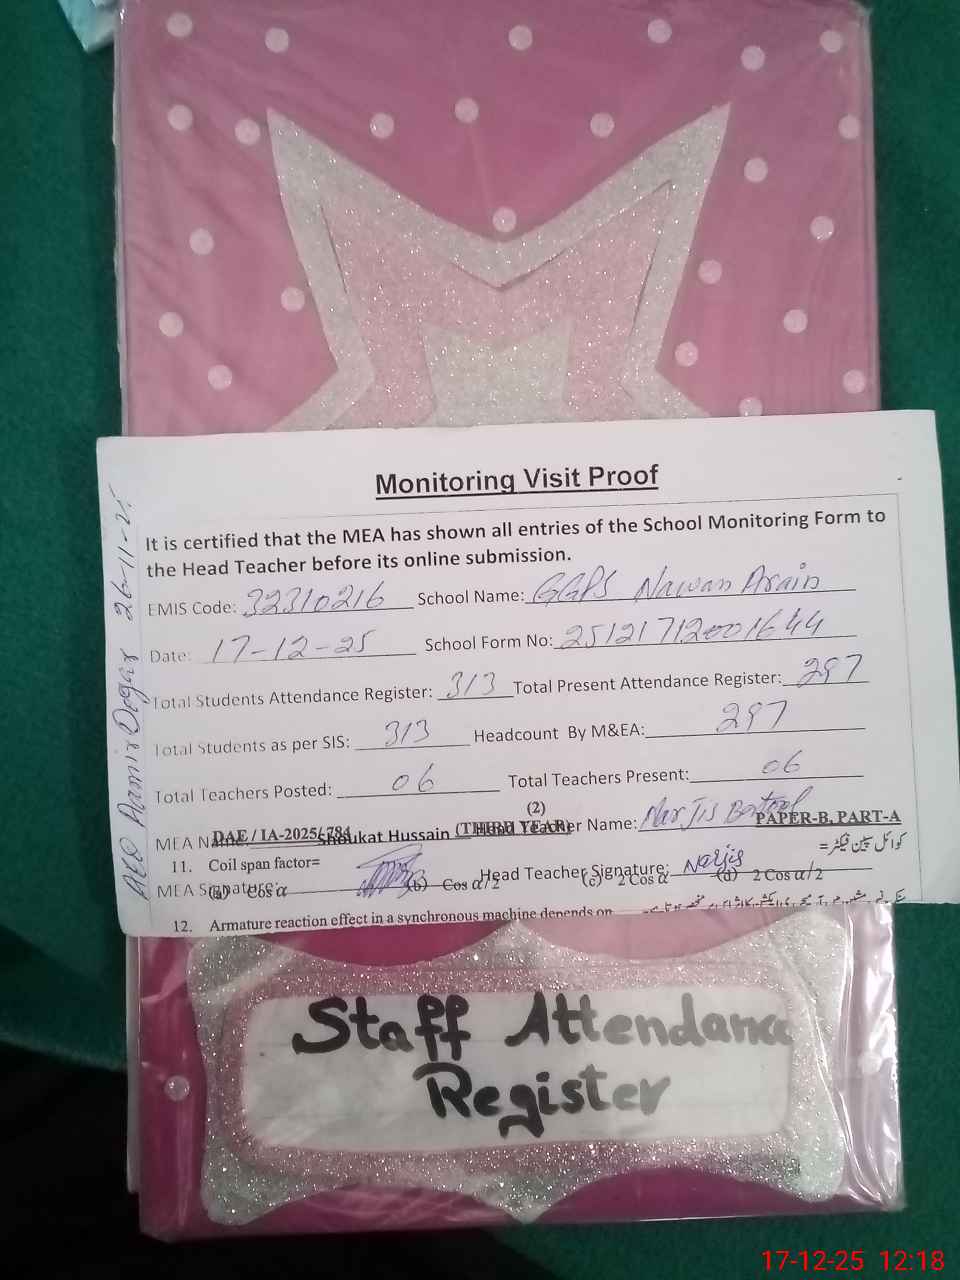 Monitoring Visit Proof
It is certified that the MEA has shown all entries of the School Monitoring Form to
the Head Teacher before its online submission.
EMIS Code: 32310216 School Name: GGPS Nawan Arain
Date: 17-12-25 School Form No: 251217120001644
Total Students Attendance Register: 313 Total Present Attendance Register: 297
Total Students as per SIS: 313 Headcount By M&EA: 297
Total Teachers Posted: 06 Total Teachers Present: 06
(2)
MEA Name: Shoukat Hussain Head Teacher Name: Narjis Batool
DAE / IA-2025 (THIRD YEAR) PAPER-B, PART-A
11. Coil span factor= کوائل سپین فیکٹر =
MEA Signature: Head Teacher Signature: Narjis
(a) Cos α (b) Cos α/2 (c) 2 Cos α (d) 2 Cos α/2
12. Armature reaction effect in a synchronous machine depends on
AEO Aamir Dogar 26-11-25
Staff Attendance
Register
17-12-25 12:18